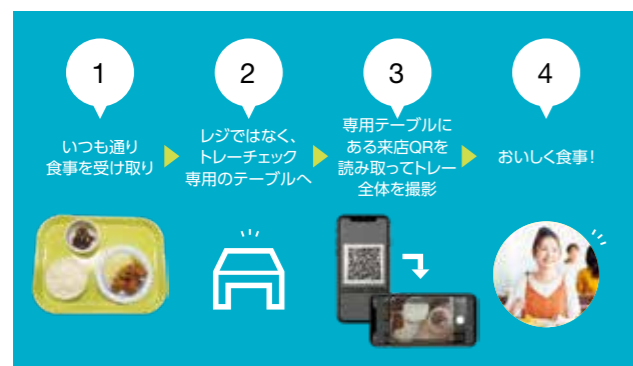 1
いつも通り
食事を受け取り
2
レジではなく、
トレーチェック
専用のテーブルへ
3
専用テーブルに
ある来店QRを
読み取ってトレー
全体を撮影
4
おいしく食事!